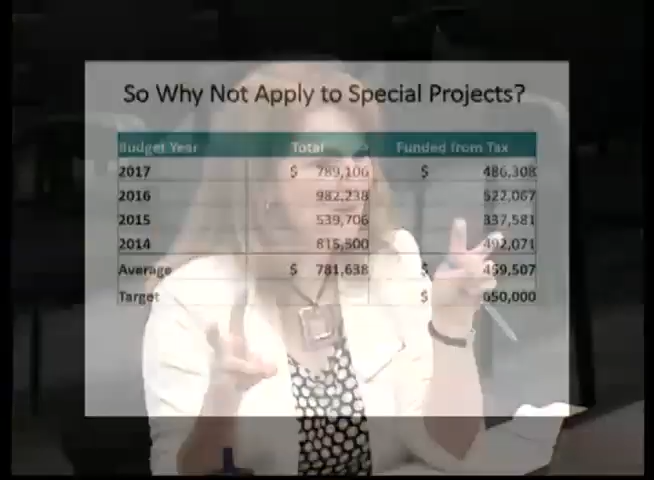 So Why Not Apply to Special Projects?
Budget Year Total Funded from Tax
2017 $ 789,106 $ 486,308
2016 982,238 522,067
2015 539,706 337,581
2014 815,500 492,071
Average $ 781,638 $ 459,507
Target $ 650,000